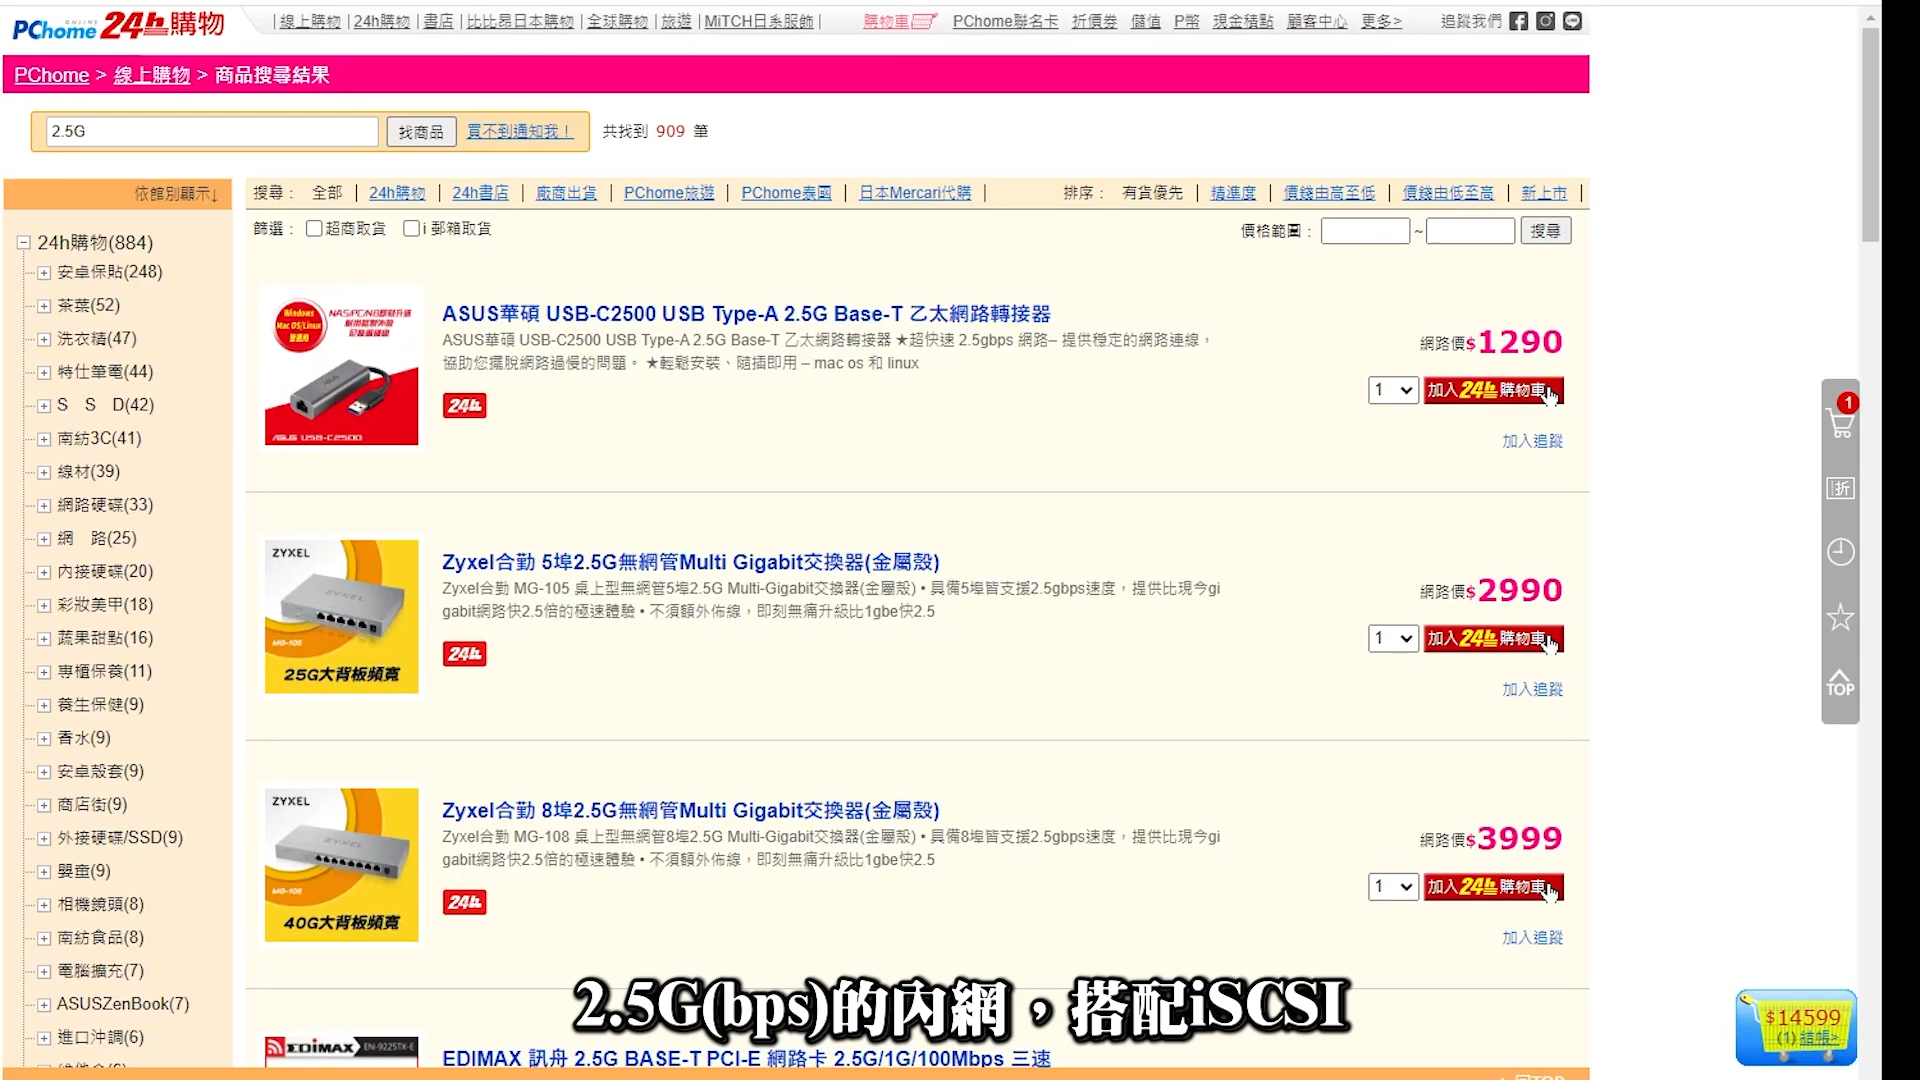 PChome ONLINE 24h購物
| 線上購物 | 24h購物 | 書店 | 比比昂日本購物 | 全球購物 | 旅遊 | MiTCH日系服飾 |
購物車 PChome聯名卡 折價券 儲值 P幣 現金積點 顧客中心 更多>
追蹤我們
PChome > 線上購物 > 商品搜尋結果
2.5G 找商品 買不到通知我！ 共找到 909 筆
依館別顯示↓
24h購物(884)
安卓保貼(248)
茶葉(52)
洗衣精(47)
特仕筆電(44)
S S D(42)
南紡3C(41)
線材(39)
網路硬碟(33)
網 路(25)
內接硬碟(20)
彩妝美甲(18)
蔬果甜點(16)
專櫃保養(11)
養生保健(9)
香水(9)
安卓殼套(9)
商店街(9)
外接硬碟/SSD(9)
嬰童(9)
相機鏡頭(8)
南紡食品(8)
電腦擴充(7)
ASUSZenBook(7)
進口沖調(6)
搜尋： 全部 | 24h購物 | 24h書店 | 廠商出貨 | PChome旅遊 | PChome泰國 | 日本Mercari代購 |
排序： 有貨優先 | 精準度 | 價錢由高至低 | 價錢由低至高 | 新上市 |
篩選： 超商取貨 i 郵箱取貨
價格範圍： ~ 搜尋
Windows
Mac OS/Linux
ASUS USB-C2500
ASUS華碩 USB-C2500 USB Type-A 2.5G Base-T 乙太網路轉接器
ASUS華碩 USB-C2500 USB Type-A 2.5G Base-T 乙太網路轉接器 ★超快速 2.5gbps 網路– 提供穩定的網路連線，
協助您擺脫網路過慢的問題。 ★輕鬆安裝、隨插即用 – mac os 和 linux
24h
網路價$1290
1 加入24h購物車
加入追蹤
ZYXEL
MG-105
25G大背板頻寬
Zyxel合勤 5埠2.5G無網管Multi Gigabit交換器(金屬殼)
Zyxel合勤 MG-105 桌上型無網管5埠2.5G Multi-Gigabit交換器(金屬殼) • 具備5埠皆支援2.5gbps速度，提供比現今gi
gabit網路快2.5倍的極速體驗 • 不須額外佈線，即刻無痛升級比1gbe快2.5
24h
網路價$2990
1 加入24h購物車
加入追蹤
ZYXEL
MG-108
40G大背板頻寬
Zyxel合勤 8埠2.5G無網管Multi Gigabit交換器(金屬殼)
Zyxel合勤 MG-108 桌上型無網管8埠2.5G Multi-Gigabit交換器(金屬殼) • 具備8埠皆支援2.5gbps速度，提供比現今gi
gabit網路快2.5倍的極速體驗 • 不須額外佈線，即刻無痛升級比1gbe快2.5
24h
網路價$3999
1 加入24h購物車
加入追蹤
EDIMAX EN-9225TX-E
EDIMAX 訊舟 2.5G BASE-T PCI-E 網路卡 2.5G/1G/100Mbps 三速
1
折
TOP
$14599
(1) 結帳>
2.5G(bps)的內網，搭配iSCSI